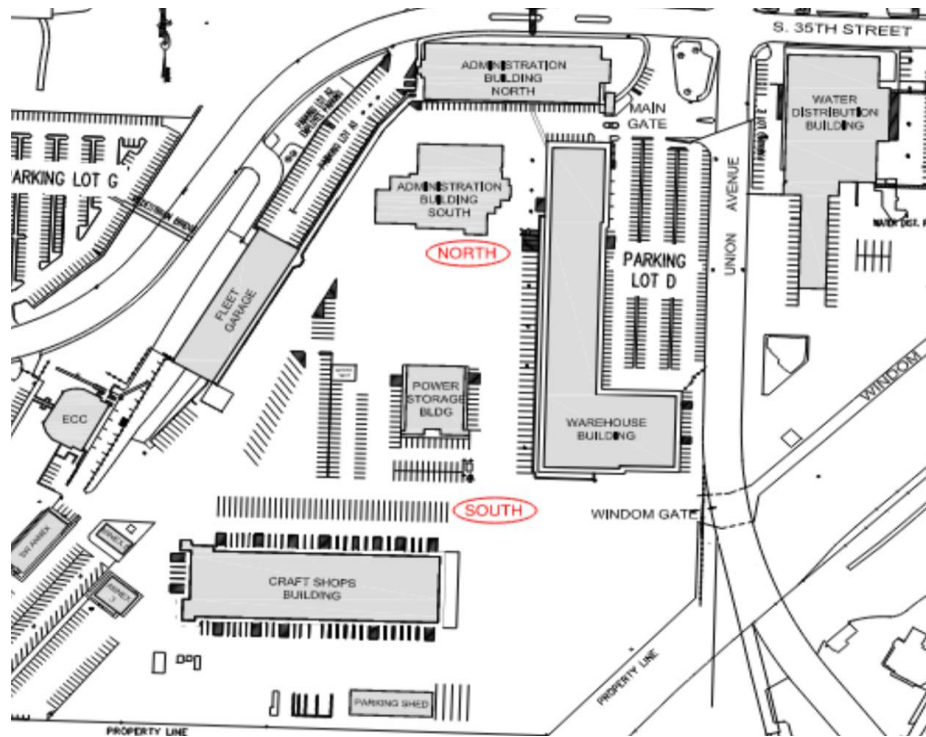 S. 35TH STREET
ADMINISTRATION
BUILDING
NORTH
MAIN
GATE
WATER
DISTRIBUTION
BUILDING
PARKING LOT G
ADMINISTRATION
BUILDING
SOUTH
NORTH
UNION AVENUE
PARKING
LOT D
FLEET
GARAGE
WINDOM
ECC
POWER
STORAGE
BLDG
WAREHOUSE
BUILDING
SOUTH
WINDOM GATE
SW ANNEX
CRAFT SHOPS
BUILDING
PROPERTY LINE
PARKING SHED
PROPERTY LINE